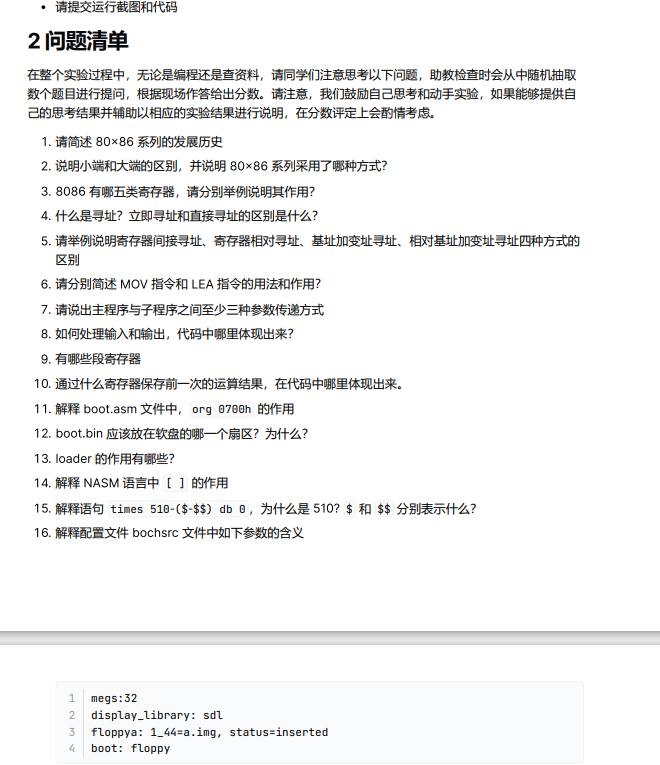 • 请提交运行截图和代码
2 问题清单
在整个实验过程中，无论是编程还是查资料，请同学们注意思考以下问题，助教检查时会从中随机抽取
数个题目进行提问，根据现场作答给出分数。请注意，我们鼓励自己思考和动手实验，如果能够提供自
己的思考结果并辅助以相应的实验结果进行说明，在分数评定上会酌情考虑。
1. 请简述 80×86 系列的发展历史
2. 说明小端和大端的区别，并说明 80×86 系列采用了哪种方式？
3. 8086 有哪五类寄存器，请分别举例说明其作用？
4. 什么是寻址？立即寻址和直接寻址的区别是什么？
5. 请举例说明寄存器间接寻址、寄存器相对寻址、基址加变址寻址、相对基址加变址寻址四种方式的
区别
6. 请分别简述 MOV 指令和 LEA 指令的用法和作用？
7. 请说出主程序与子程序之间至少三种参数传递方式
8. 如何处理输入和输出，代码中哪里体现出来？
9. 有哪些段寄存器
10. 通过什么寄存器保存前一次的运算结果，在代码中哪里体现出来。
11. 解释 boot.asm 文件中， org 0700h 的作用
12. boot.bin 应该放在软盘的哪一个扇区？为什么？
13. loader 的作用有哪些？
14. 解释 NASM 语言中 [ ] 的作用
15. 解释语句 times 510-($-$$) db 0 ，为什么是 510？ $ 和 $$ 分别表示什么？
16. 解释配置文件 bochsrc 文件中如下参数的含义
1 megs:32
2 display_library: sdl
3 floppya: 1_44=a.img, status=inserted
4 boot: floppy